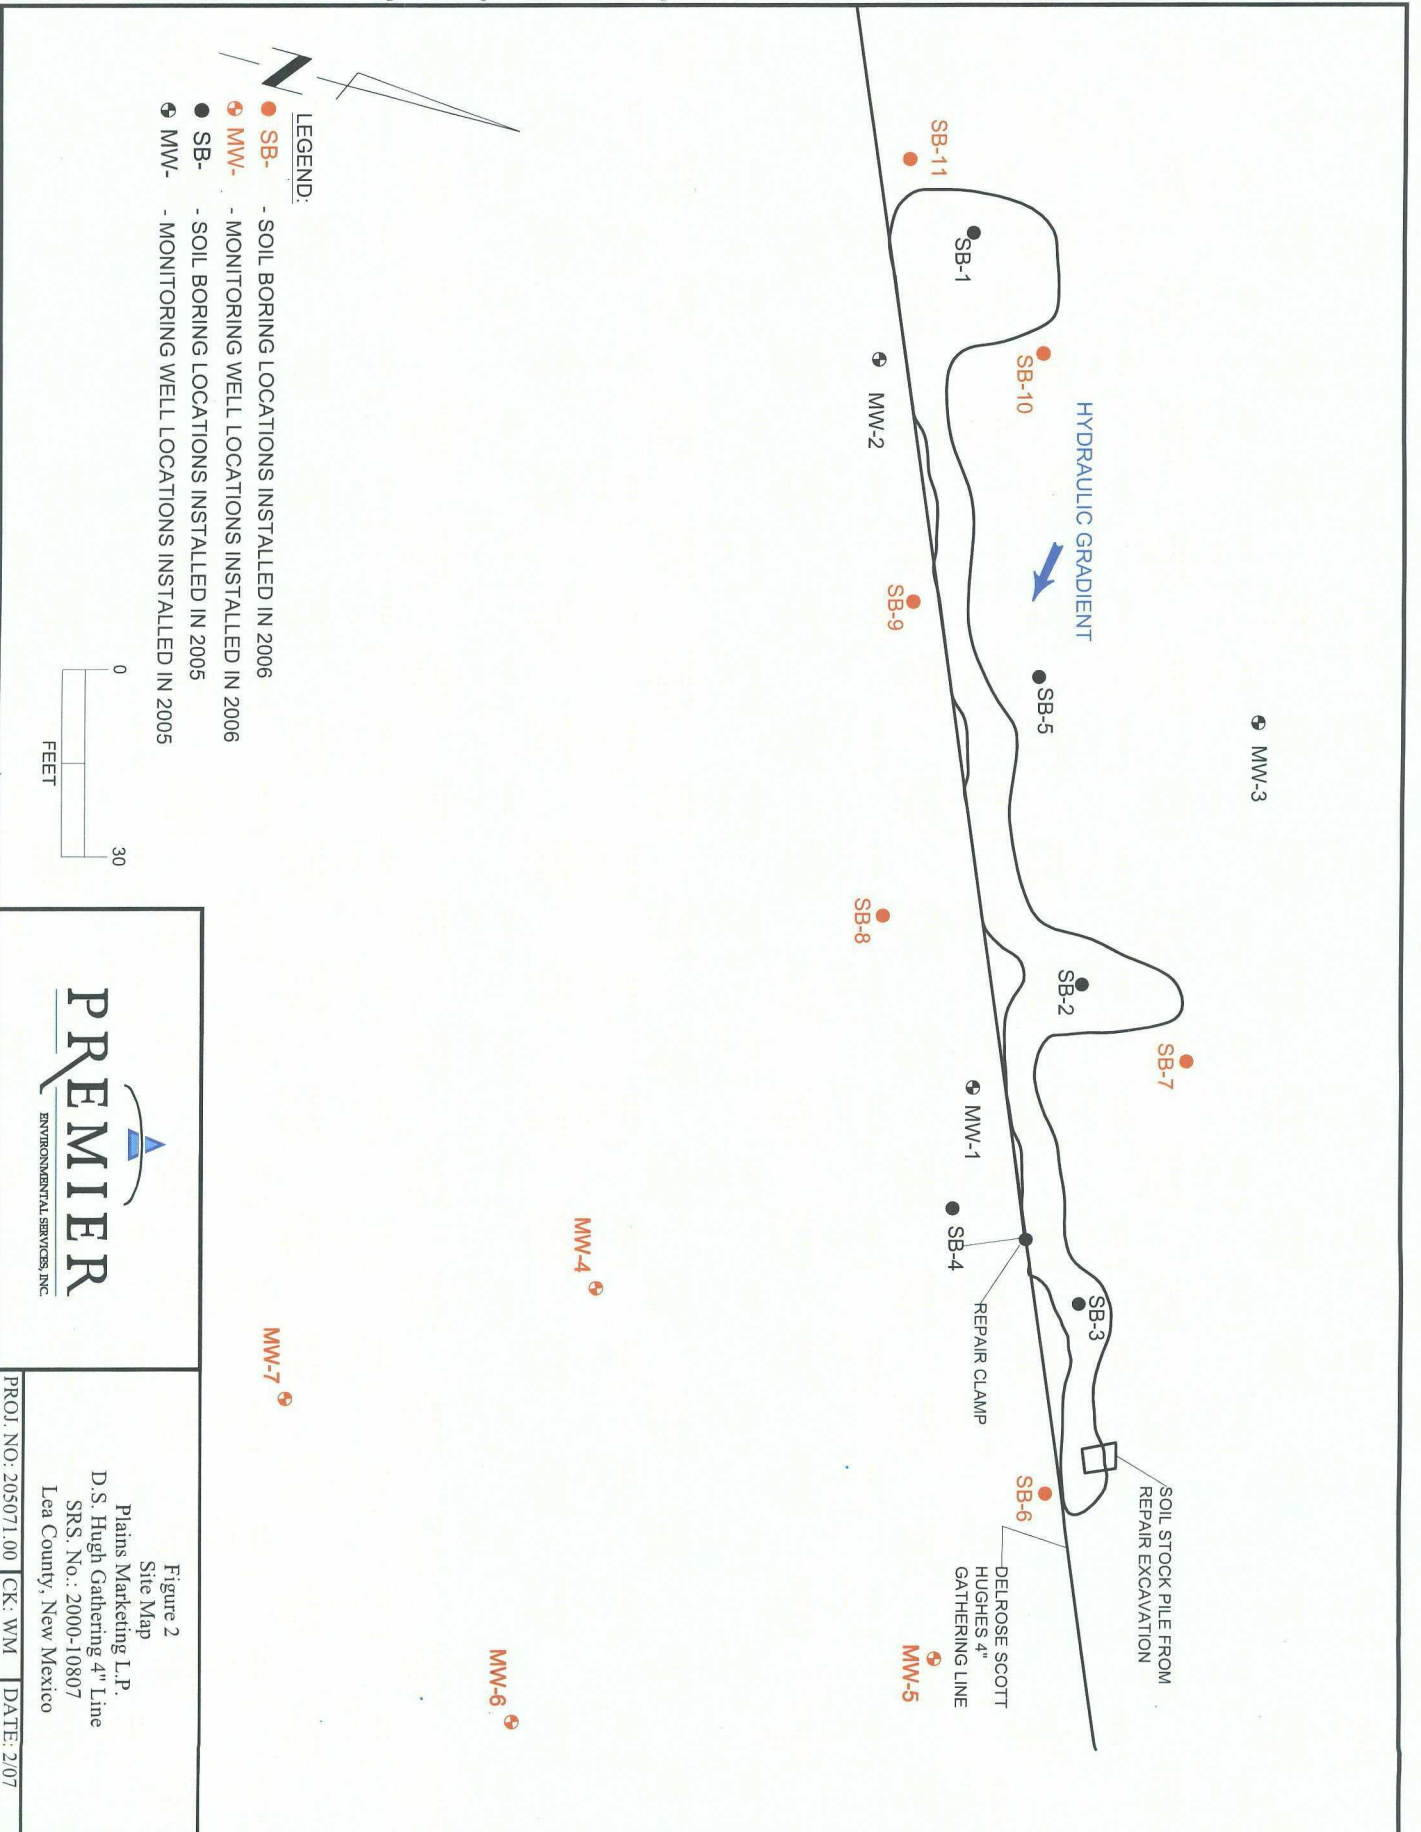 SB-11
SB-1
SB-10
MW-2
HYDRAULIC GRADIENT
SB-9
SB-5
MW-3
SB-8
SB-2
SB-7
MW-1
SB-4
REPAIR CLAMP
SB-3
SOIL STOCK PILE FROM
REPAIR EXCAVATION
SB-6
DELROSE SCOTT
HUGHES 4"
GATHERING LINE
MW-5
MW-4
MW-6
MW-7
N
LEGEND:
SB- - SOIL BORING LOCATIONS INSTALLED IN 2006
MW- - MONITORING WELL LOCATIONS INSTALLED IN 2006
SB- - SOIL BORING LOCATIONS INSTALLED IN 2005
MW- - MONITORING WELL LOCATIONS INSTALLED IN 2005
0 30
FEET
PREMIER
ENVIRONMENTAL SERVICES, INC.
Figure 2
Site Map
Plains Marketing L.P.
D.S. Hugh Gathering 4" Line
SRS. No.: 2000-10807
Lea County, New Mexico
PROJ. NO: 205071.00 CK: WM DATE: 2/07